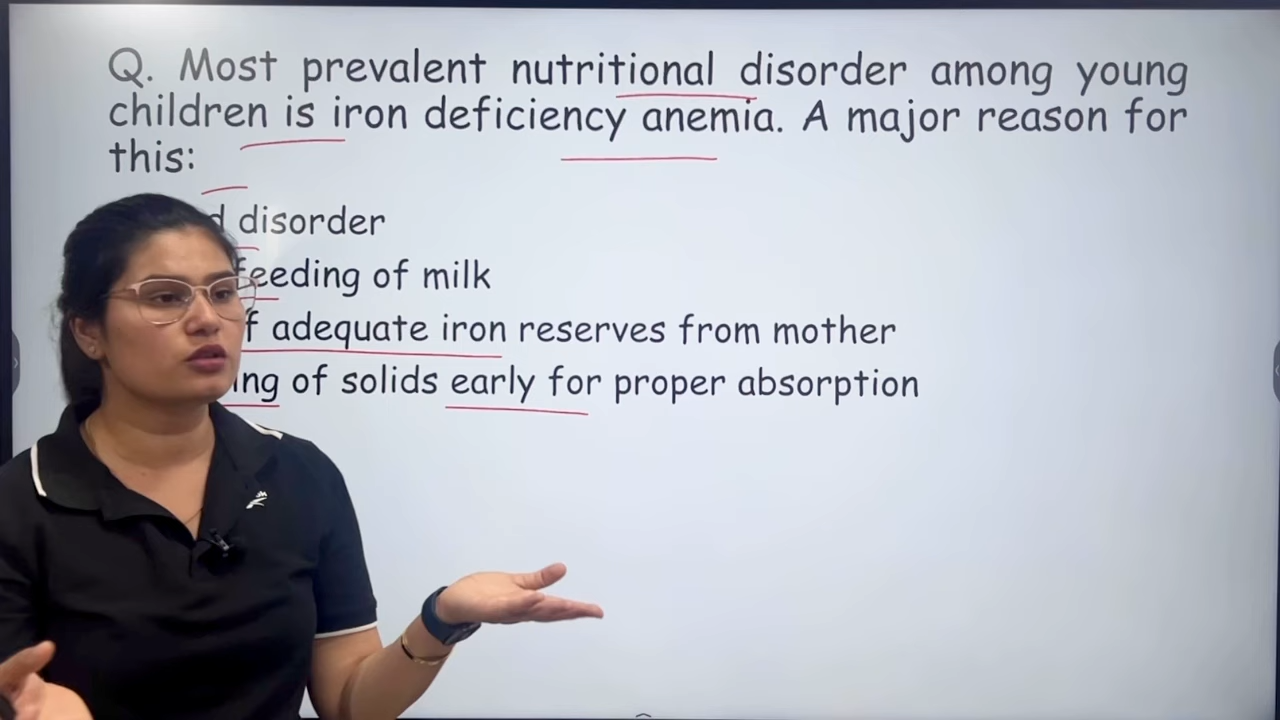 Q. Most prevalent nutritional disorder among young
children is iron deficiency anemia. A major reason for
this:
disorder
feeding of milk
adequate iron reserves from mother
of solids early for proper absorption